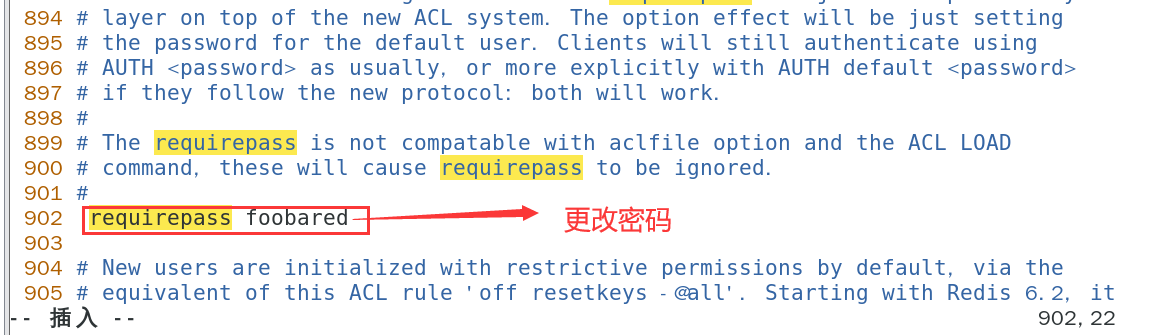 894 # layer on top of the new ACL system. The option effect will be just setting
895 # the password for the default user. Clients will still authenticate using
896 # AUTH <password> as usually, or more explicitly with AUTH default <password>
897 # if they follow the new protocol: both will work.
898 #
899 # The requirepass is not compatable with aclfile option and the ACL LOAD
900 # command, these will cause requirepass to be ignored.
901 #
902 requirepass foobared 更改密码
903
904 # New users are initialized with restrictive permissions by default, via the
905 # equivalent of this ACL rule 'off resetkeys -@all'. Starting with Redis 6.2, it
-- 插入 -- 902,22